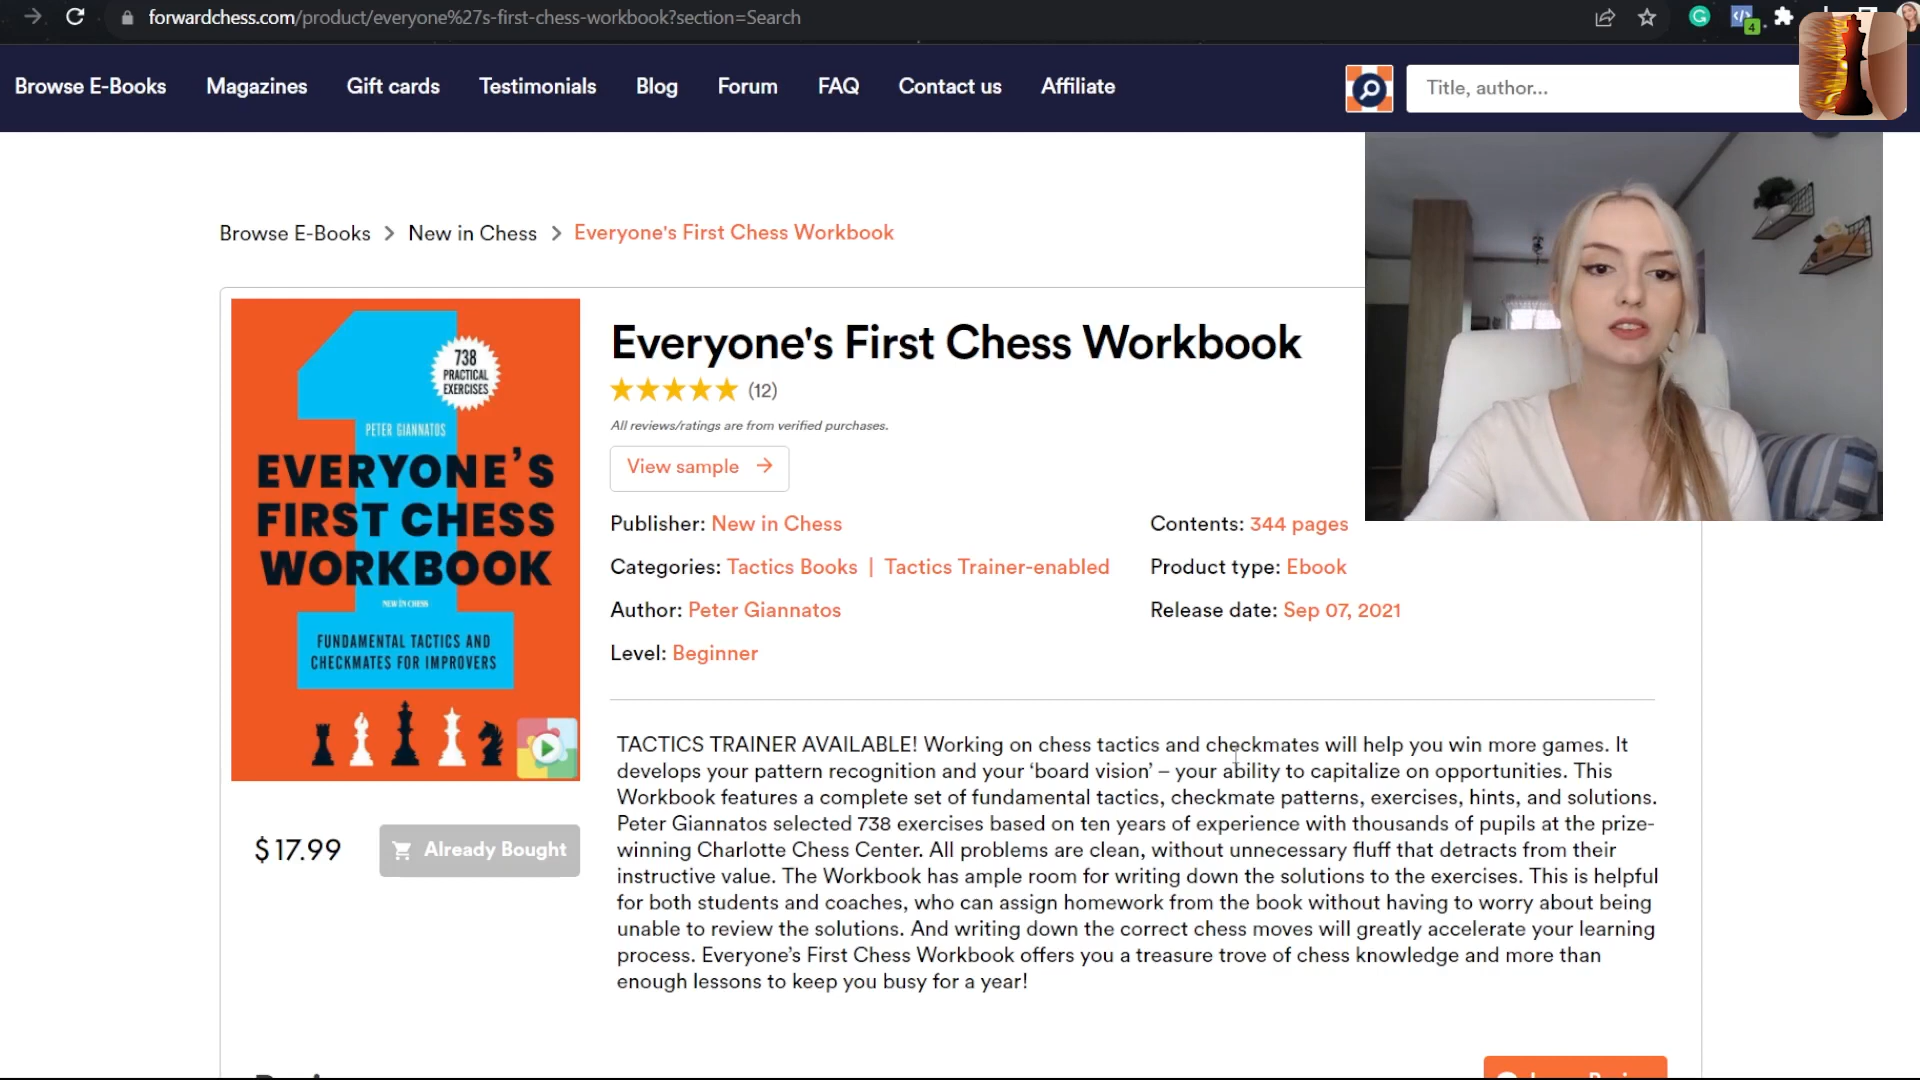 forwardchess.com/product/everyone%27s-first-chess-workbook?section=Search
4
Browse E-Books Magazines Gift cards Testimonials Blog Forum FAQ Contact us Affiliate
Title, author...
Browse E-Books > New in Chess > Everyone's First Chess Workbook
738
PRACTICAL
EXERCISES
PETER GIANNATOS
EVERYONE'S
FIRST CHESS
WORKBOOK
NEW IN CHESS
FUNDAMENTAL TACTICS AND
CHECKMATES FOR IMPROVERS
$17.99
Already Bought
Everyone's First Chess Workbook
(12)
All reviews/ratings are from verified purchases.
View sample
Publisher: New in Chess
Contents: 344 pages
Categories: Tactics Books | Tactics Trainer-enabled
Product type: Ebook
Author: Peter Giannatos
Release date: Sep 07, 2021
Level: Beginner
TACTICS TRAINER AVAILABLE! Working on chess tactics and checkmates will help you win more games. It
develops your pattern recognition and your ‘board vision’ – your ability to capitalize on opportunities. This
Workbook features a complete set of fundamental tactics, checkmate patterns, exercises, hints, and solutions.
Peter Giannatos selected 738 exercises based on ten years of experience with thousands of pupils at the prize-
winning Charlotte Chess Center. All problems are clean, without unnecessary fluff that detracts from their
instructive value. The Workbook has ample room for writing down the solutions to the exercises. This is helpful
for both students and coaches, who can assign homework from the book without having to worry about being
unable to review the solutions. And writing down the correct chess moves will greatly accelerate your learning
process. Everyone’s First Chess Workbook offers you a treasure trove of chess knowledge and more than
enough lessons to keep you busy for a year!